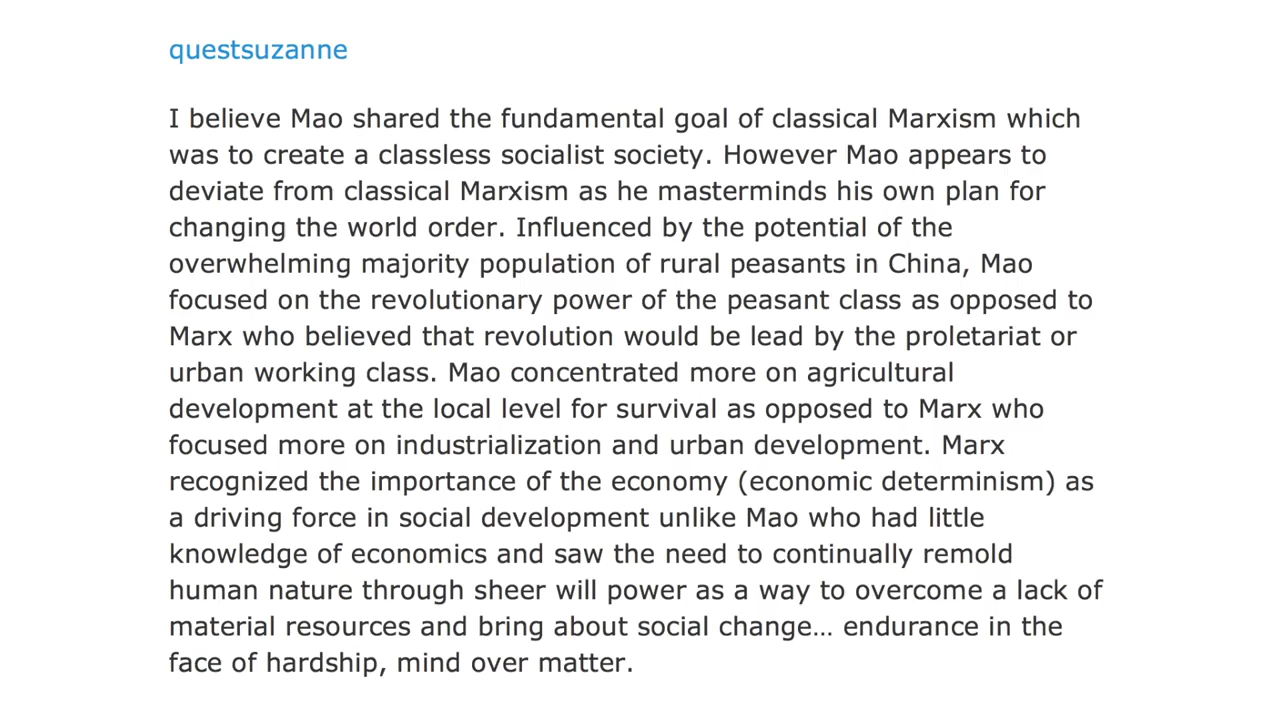 questsuzanne
I believe Mao shared the fundamental goal of classical Marxism which
was to create a classless socialist society. However Mao appears to
deviate from classical Marxism as he masterminds his own plan for
changing the world order. Influenced by the potential of the
overwhelming majority population of rural peasants in China, Mao
focused on the revolutionary power of the peasant class as opposed to
Marx who believed that revolution would be lead by the proletariat or
urban working class. Mao concentrated more on agricultural
development at the local level for survival as opposed to Marx who
focused more on industrialization and urban development. Marx
recognized the importance of the economy (economic determinism) as
a driving force in social development unlike Mao who had little
knowledge of economics and saw the need to continually remold
human nature through sheer will power as a way to overcome a lack of
material resources and bring about social change… endurance in the
face of hardship, mind over matter.